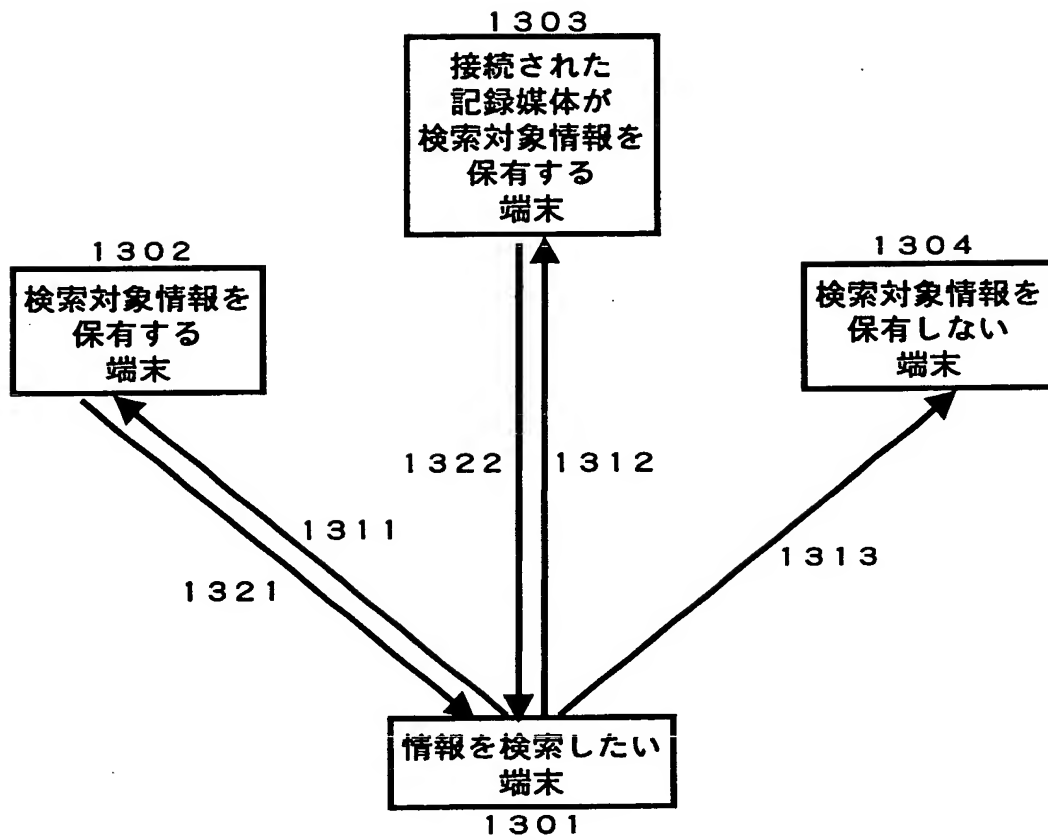 1303
接続された
記録媒体が
検索対象情報を
保有する
端末
1302
検索対象情報を
保有する
端末
1304
検索対象情報を
保有しない
端末
1322
1312
1311
1321
1313
情報を検索したい
端末
1301